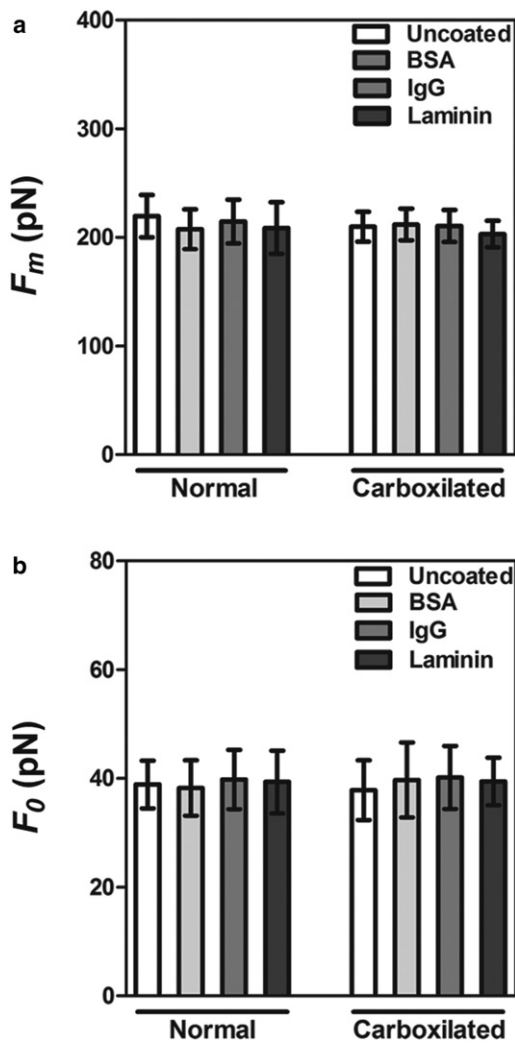 a
400
300
200
100
0
Fm (pN)
Uncoated
BSA
IgG
Laminin
Normal
Carboxilated
b
80
60
40
20
0
F0 (pN)
Uncoated
BSA
IgG
Laminin
Normal
Carboxilated